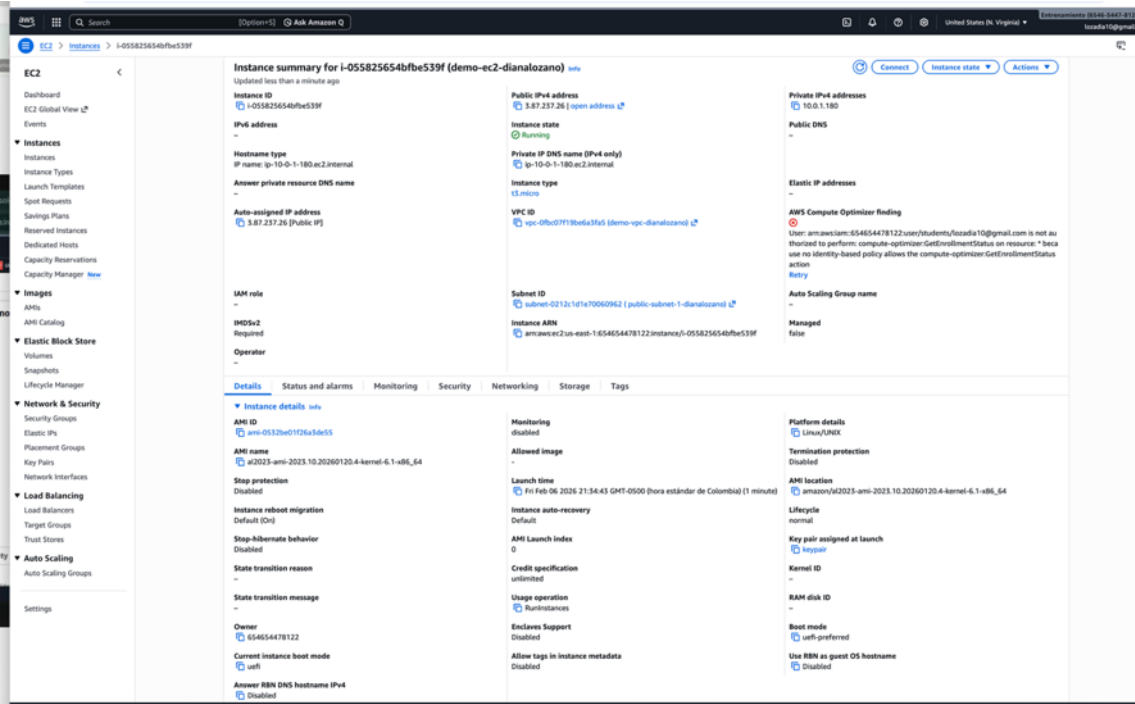 aws
Search
[Option+S]
Ask Amazon Q
United States (N. Virginia)
EC2 > Instances > i-055825654bfbe539f
EC2
Dashboard
EC2 Global View
Events
Instances
Instances
Instance Types
Launch Templates
Spot Requests
Savings Plans
Reserved Instances
Dedicated Hosts
Capacity Reservations
Capacity Manager New
Images
AMIs
AMI Catalog
Elastic Block Store
Volumes
Snapshots
Lifecycle Manager
Network & Security
Security Groups
Elastic IPs
Placement Groups
Key Pairs
Network Interfaces
Load Balancing
Load Balancers
Target Groups
Trust Stores
Auto Scaling
Auto Scaling Groups
Settings
Instance summary for i-055825654bfbe539f (demo-ec2-dianalozano) Info
Updated less than a minute ago
Connect
Instance state
Actions
Instance ID
i-055825654bfbe539f
Public IPv4 address
3.87.237.26 | open address
Private IPv4 addresses
10.0.1.180
IPv6 address
–
Instance state
Running
Public DNS
–
Hostname type
IP name: ip-10-0-1-180.ec2.internal
Private IP DNS name (IPv4 only)
ip-10-0-1-180.ec2.internal
Answer private resource DNS name
–
Instance type
t3.micro
Elastic IP addresses
–
Auto-assigned IP address
3.87.237.26 [Public IP]
VPC ID
vpc-0fbc07f19be6a3fa5 (demo-vpc-dianalozano)
AWS Compute Optimizer finding
User: arn:aws:iam::654654478122:user/students/lozadia10@gmail.com is not au
thorized to perform: compute-optimizer:GetEnrollmentStatus on resource: * beca
use no identity-based policy allows the compute-optimizer:GetEnrollmentStatus
action
Retry
IAM role
–
Subnet ID
subnet-0212c1d1e70060962 (public-subnet-1-dianalozano)
Auto Scaling Group name
–
IMDSv2
Required
Instance ARN
arn:aws:ec2:us-east-1:654654478122:instance/i-055825654bfbe539f
Managed
false
Operator
–
Details
Status and alarms
Monitoring
Security
Networking
Storage
Tags
Instance details Info
AMI ID
ami-0532be01f26a3de55
Monitoring
disabled
Platform details
Linux/UNIX
AMI name
al2023-ami-2023.10.20260120.4-kernel-6.1-x86_64
Allowed image
-
Termination protection
Disabled
Stop protection
Disabled
Launch time
Fri Feb 06 2026 21:34:43 GMT-0500 (hora estándar de Colombia) (1 minute)
AMI location
amazon/al2023-ami-2023.10.20260120.4-kernel-6.1-x86_64
Instance reboot migration
Default (On)
Instance auto-recovery
Default
Lifecycle
normal
Stop-hibernate behavior
Disabled
AMI Launch index
0
Key pair assigned at launch
keypair
State transition reason
–
Credit specification
unlimited
Kernel ID
–
State transition message
–
Usage operation
RunInstances
RAM disk ID
–
Owner
654654478122
Enclaves Support
Disabled
Boot mode
uefi-preferred
Current instance boot mode
uefi
Allow tags in instance metadata
Disabled
Use RBN as guest OS hostname
Disabled
Answer RBN DNS hostname IPv4
Disabled